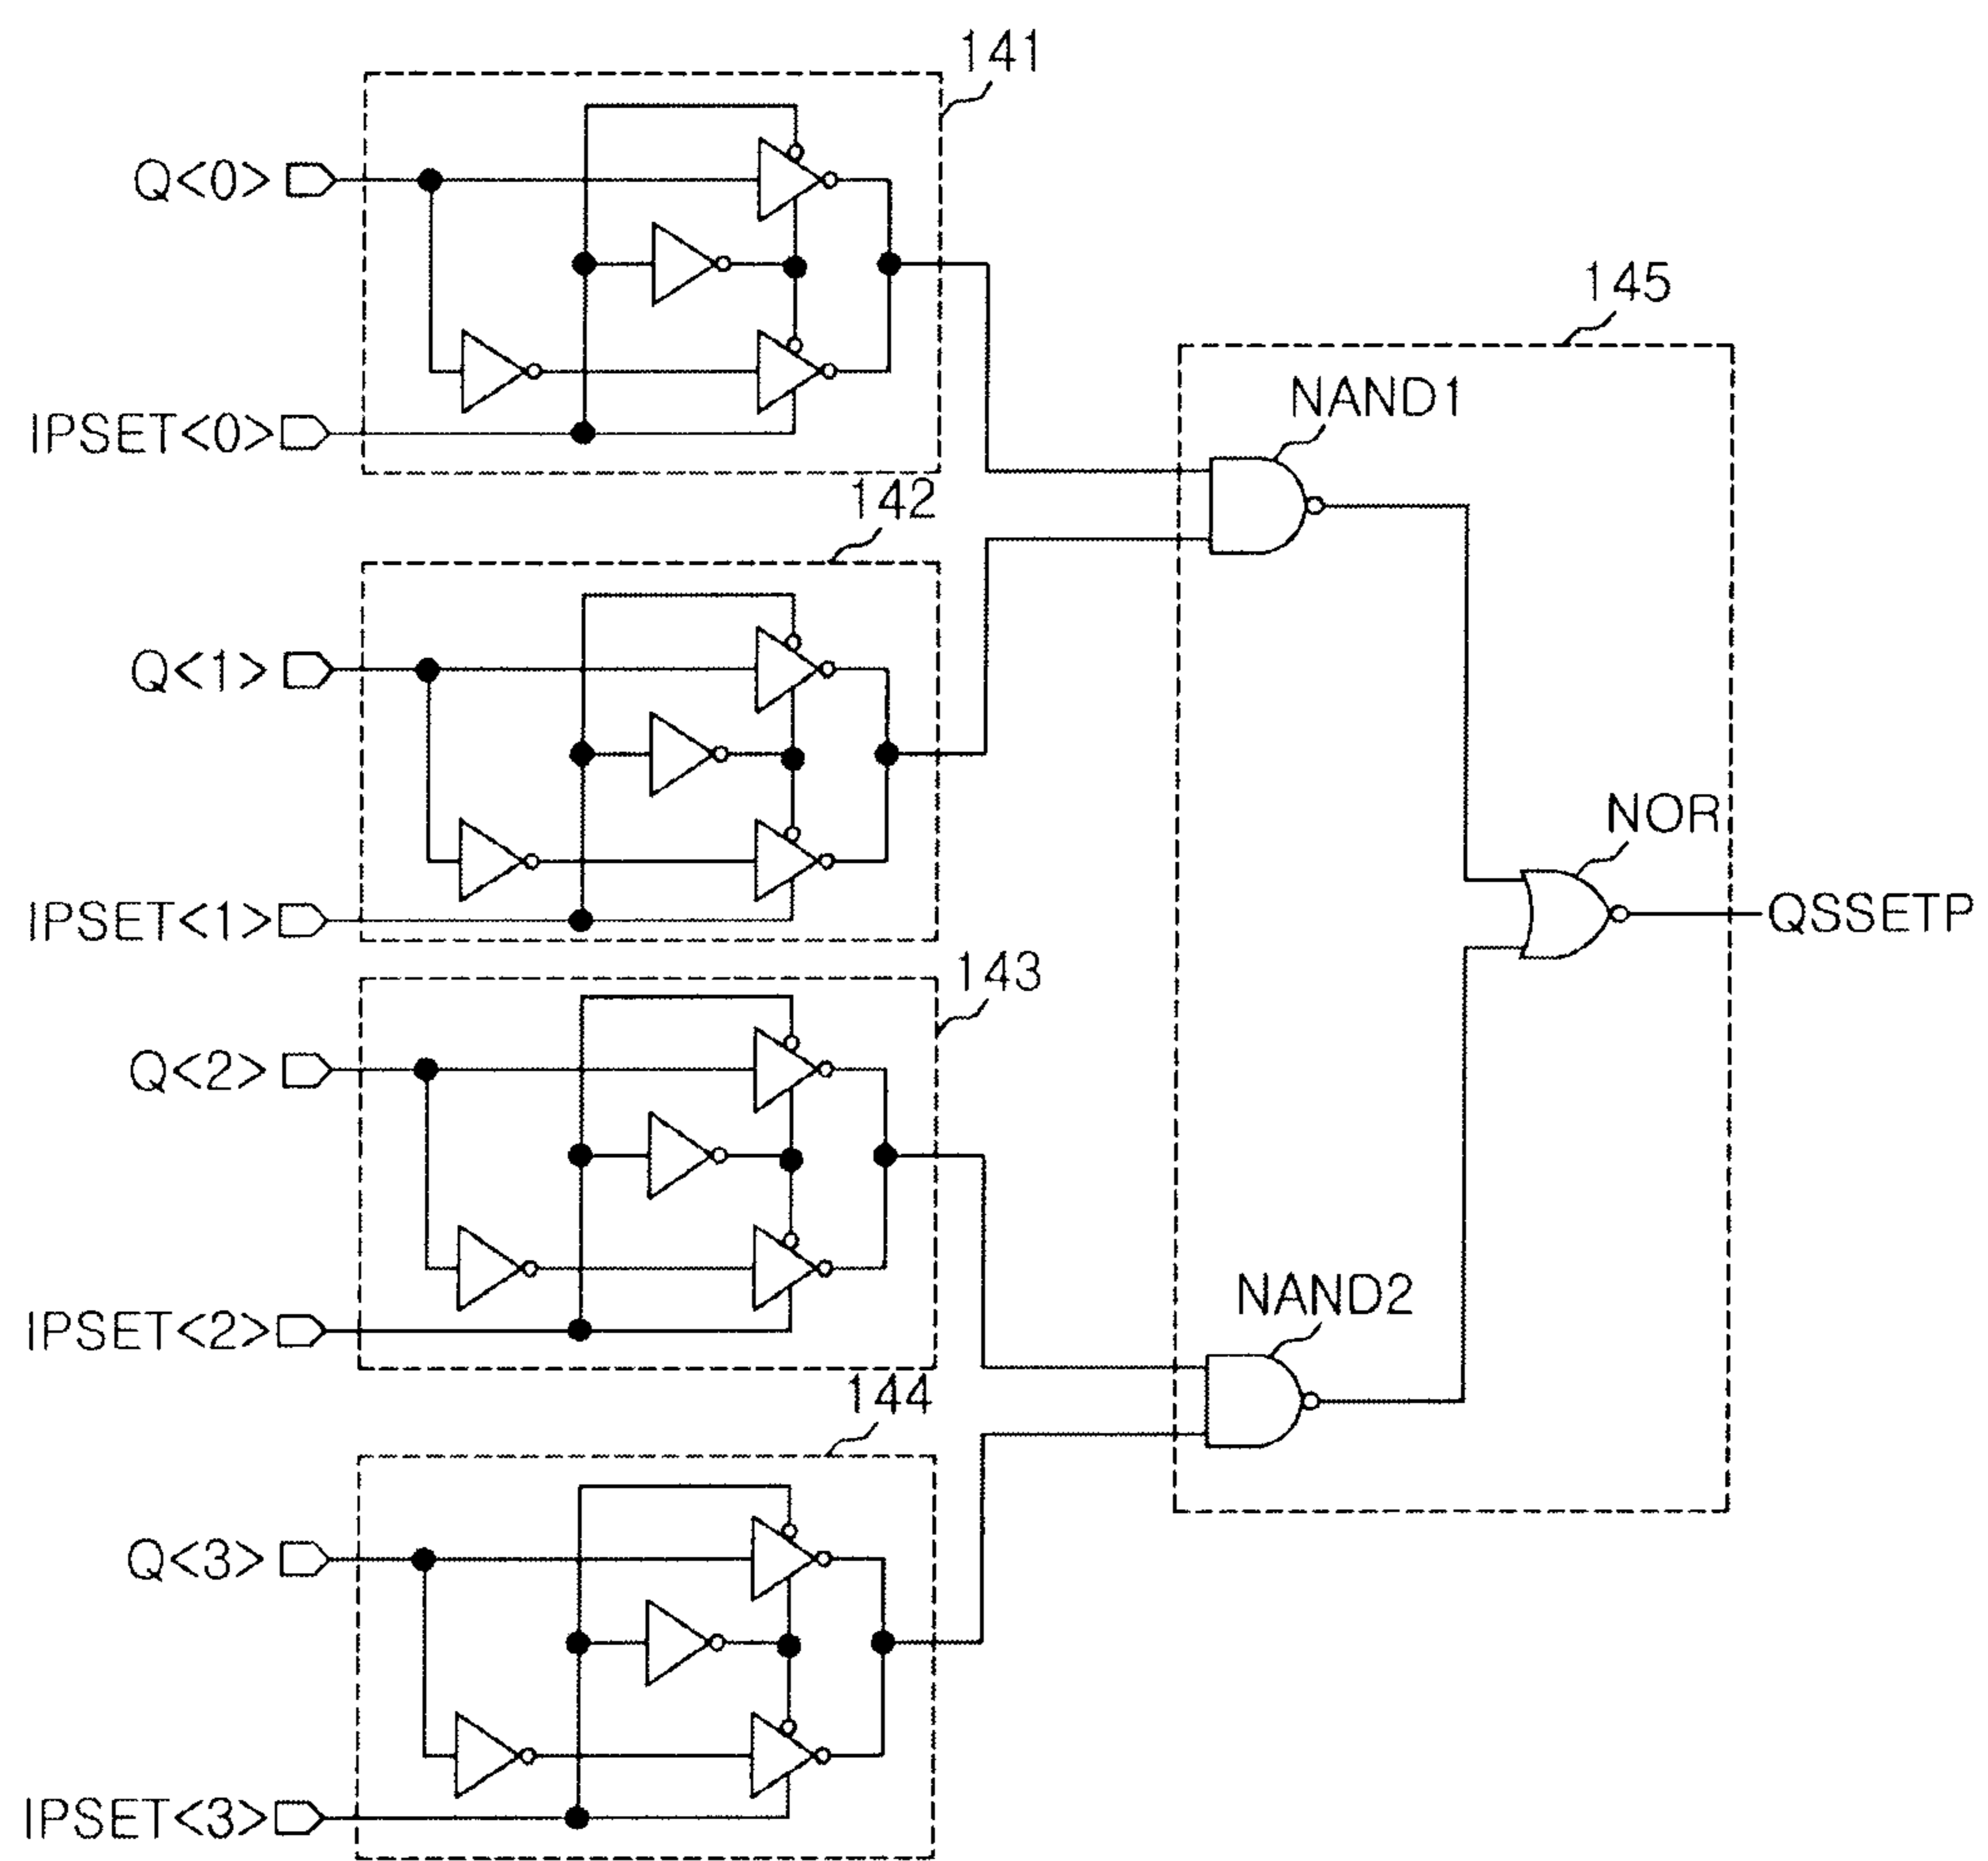 141
Q<0>
IPSET<0>
145
NAND1
142
Q<1>
IPSET<1>
NOR
QSSETP
143
Q<2>
IPSET<2>
NAND2
144
Q<3>
IPSET<3>